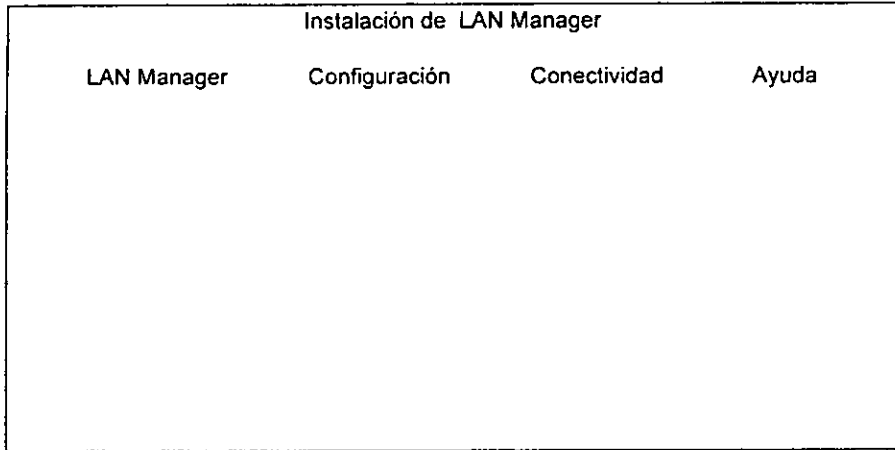 Instalación de LAN Manager
LAN Manager Configuración Conectividad Ayuda